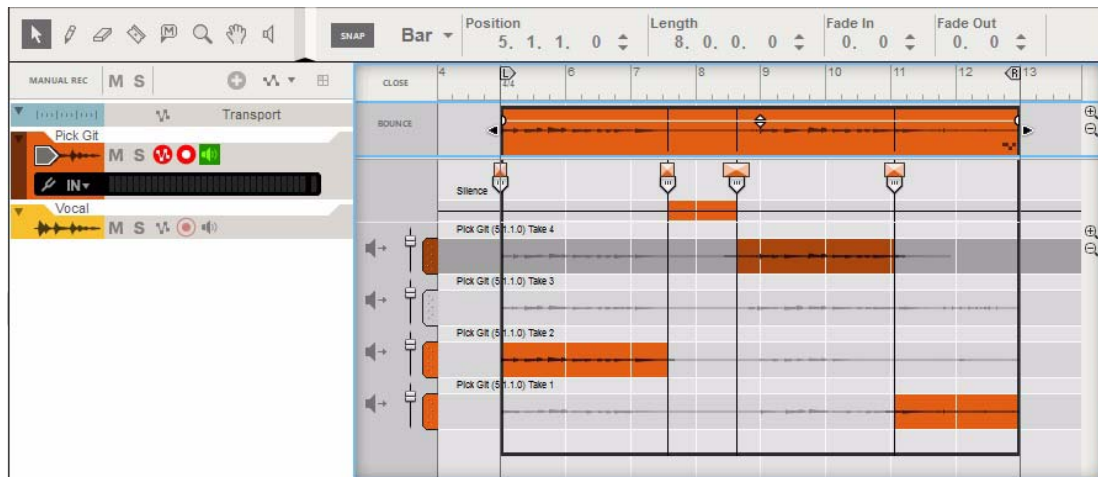 Position Length Fade In Fade Out
SNAP Bar 5. 1. 1. 0 8. 0. 0. 0 0. 0 0. 0
MANUAL REC M S CLOSE 4 L 6 7 8 9 10 11 12 R 13
4/4
Transport BOUNCE
Pick Git
M S
IN
Silence
Vocal
M S
Pick Git (5.1.1.0) Take 4
Pick Git (5.1.1.0) Take 3
Pick Git (5.1.1.0) Take 2
Pick Git (5.1.1.0) Take 1